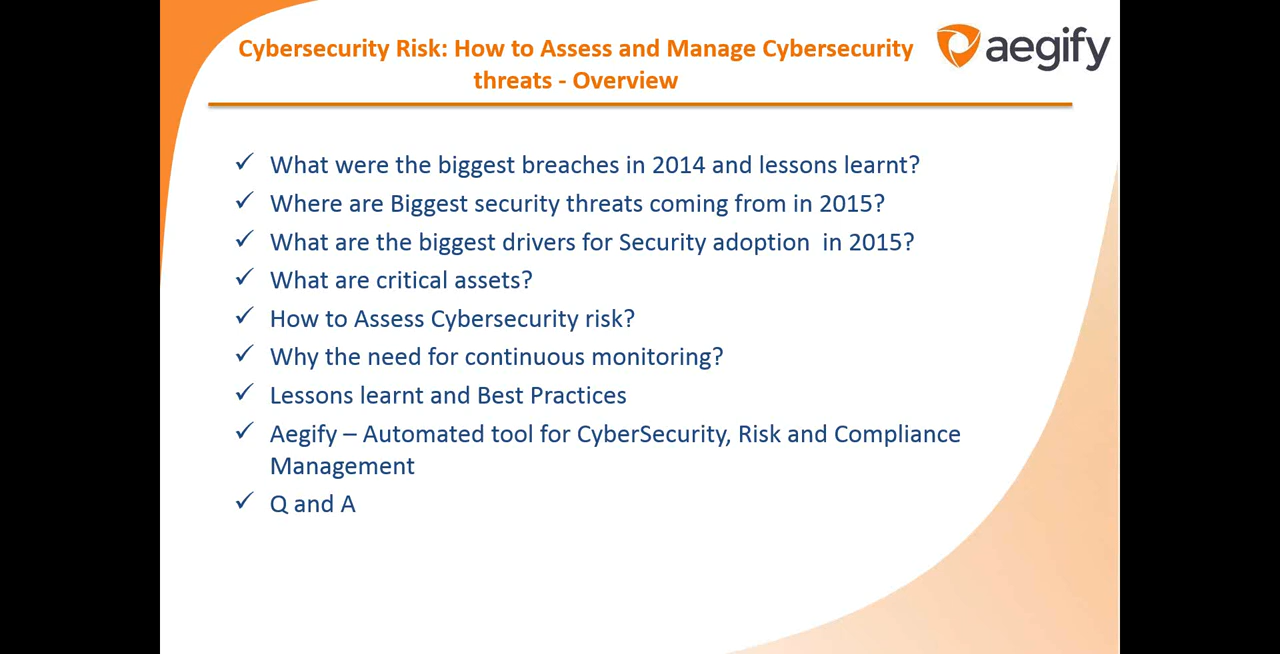 Cybersecurity Risk: How to Assess and Manage Cybersecurity
threats - Overview
aegify
✓ What were the biggest breaches in 2014 and lessons learnt?
✓ Where are Biggest security threats coming from in 2015?
✓ What are the biggest drivers for Security adoption  in 2015?
✓ What are critical assets?
✓ How to Assess Cybersecurity risk?
✓ Why the need for continuous monitoring?
✓ Lessons learnt and Best Practices
✓ Aegify – Automated tool for CyberSecurity, Risk and Compliance
Management
✓ Q and A